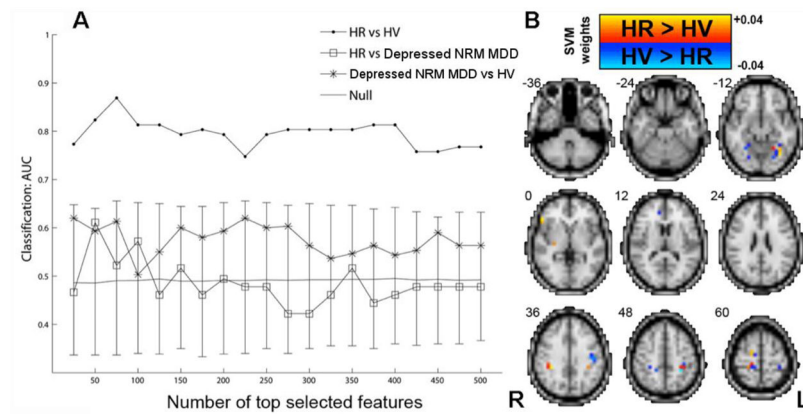 A
HR vs HV
HR vs Depressed NRM MDD
Depressed NRM MDD vs HV
Null
Classification: AUC
1
0.9
0.8
0.7
0.6
0.5
0.4
50 100 150 200 250 300 350 400 450 500
Number of top selected features
B
SVM
weights
HR > HV
HV > HR
+0.04
-0.04
-36 -24 -12
0 12 24
36 48 60
R L